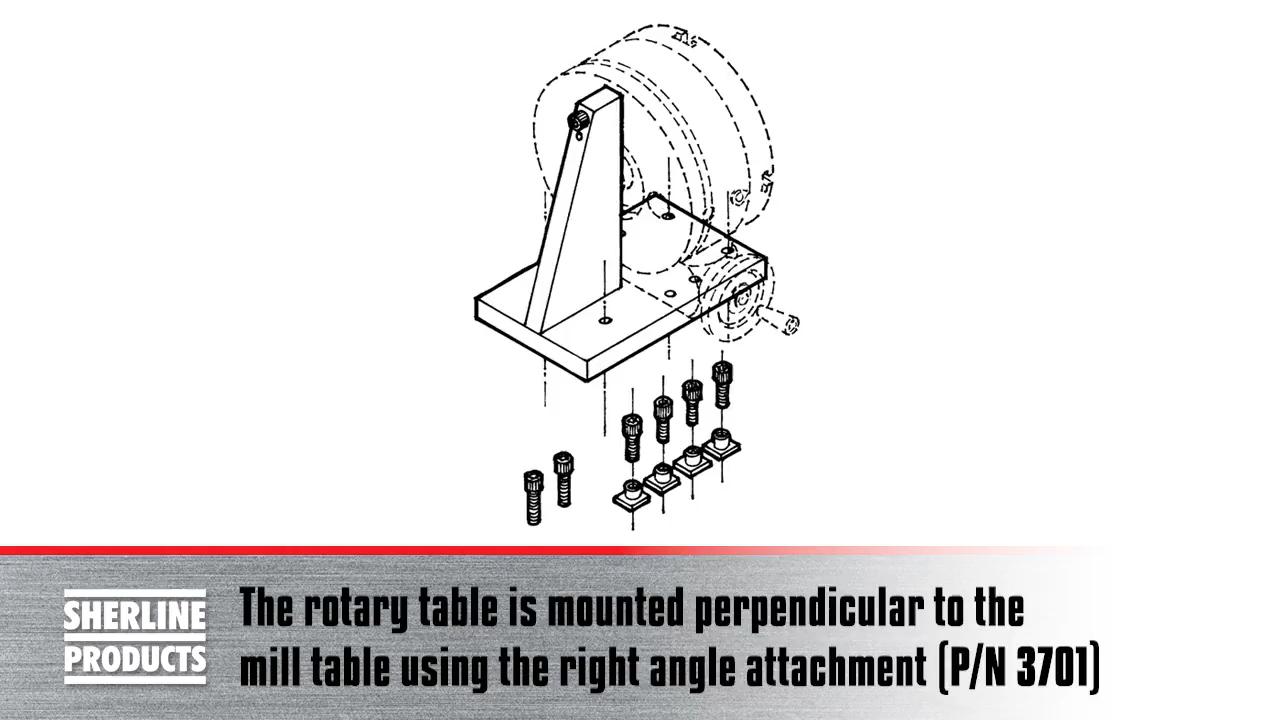 SHERLINE
PRODUCTS
The rotary table is mounted perpendicular to the
mill table using the right angle attachment (P/N 3701)